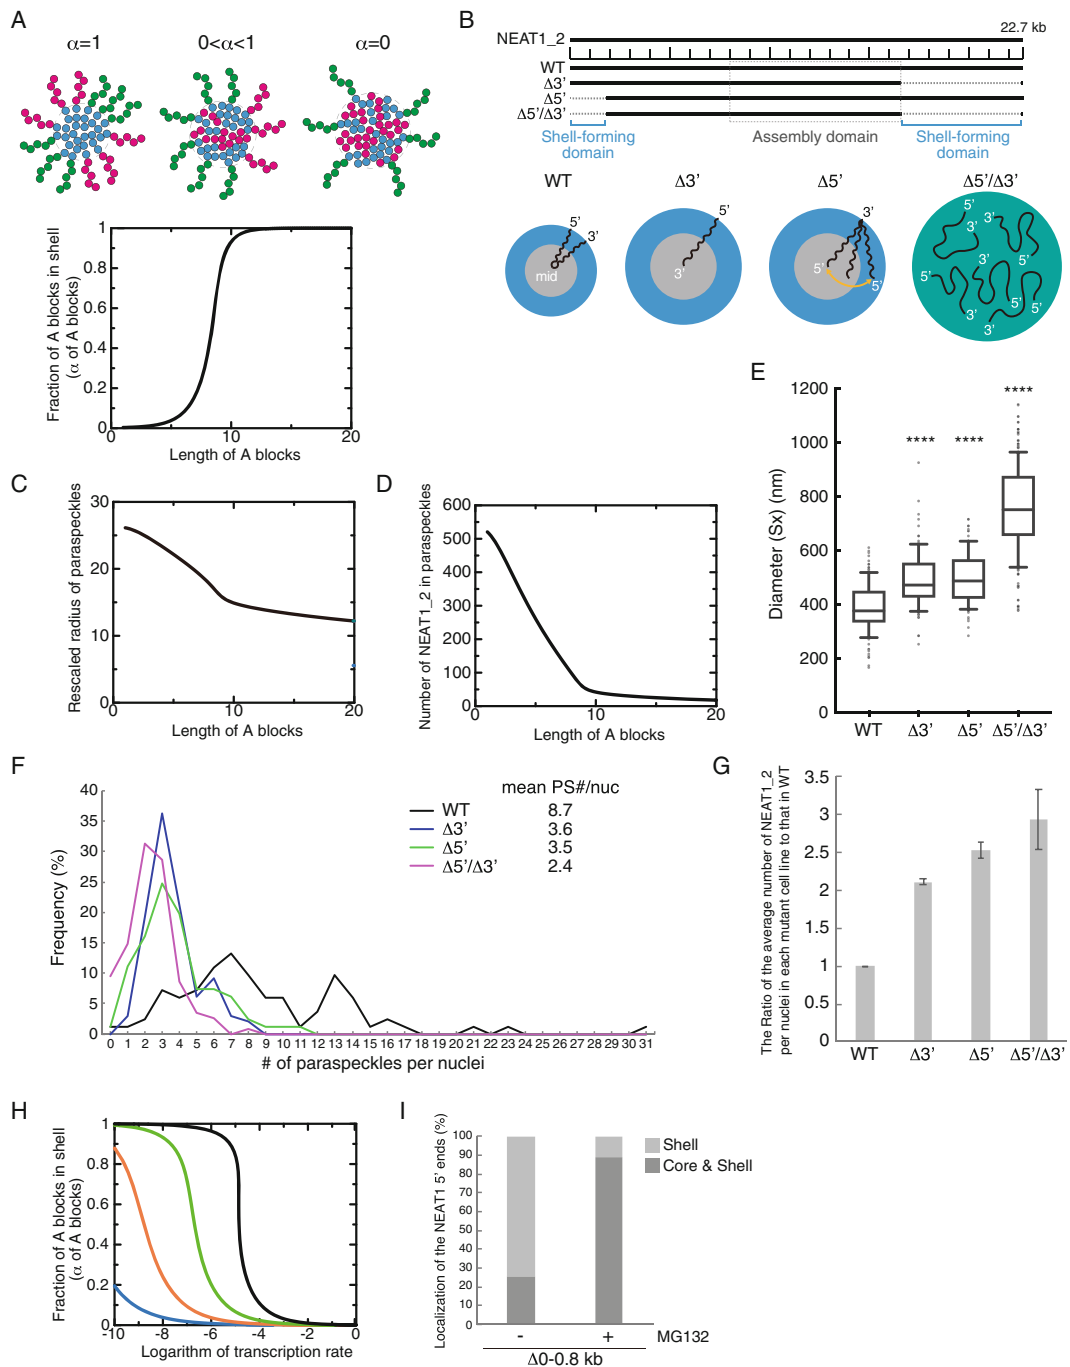 A
α=1
0<α<1
α=0
Fraction of A blocks in shell
(α of A blocks)
1
0.8
0.6
0.4
0.2
0
0
10
20
Length of A blocks
B
NEAT1_2
22.7 kb
WT
Δ3’
Δ5’
Δ5’/Δ3’
Shell-forming
domain
Assembly domain
Shell-forming
domain
WT
Δ3’
Δ5’
Δ5’/Δ3’
5’
3’
mid
5’
3’
3’
5’
5’
5’
3’
3’
5’
5’
3’
5’
5’
3’
3’
C
Rescaled radius of paraspeckles
30
20
10
0
0
10
20
Length of A blocks
D
Number of NEAT1_2 in paraspeckles
600
500
400
300
200
100
0
0
10
20
Length of A blocks
E
Diameter (Sx) (nm)
1200
1000
800
600
400
200
0
****
****
****
WT
Δ3’
Δ5’
Δ5’/Δ3’
F
Frequency (%)
40
35
30
25
20
15
10
5
0
mean PS#/nuc
WT 8.7
Δ3’ 3.6
Δ5’ 3.5
Δ5’/Δ3’ 2.4
0 1 2 3 4 5 6 7 8 9 10 11 12 13 14 15 16 17 18 19 20 21 22 23 24 25 26 27 28 29 30 31
# of paraspeckles per nuclei
G
The Ratio of the average number of NEAT1_2
per nuclei in each mutant cell line to that in WT
3.5
3
2.5
2
1.5
1
0.5
0
WT
Δ3’
Δ5’
Δ5’/Δ3’
H
Fraction of A blocks in shell
(α of A blocks)
1
0.8
0.6
0.4
0.2
0
-10
-8
-6
-4
-2
0
Logarithm of transcription rate
I
Localization of the NEAT1 5’ ends (%)
100
90
80
70
60
50
40
30
20
10
0
Shell
Core & Shell
-
+
MG132
Δ0-0.8 kb